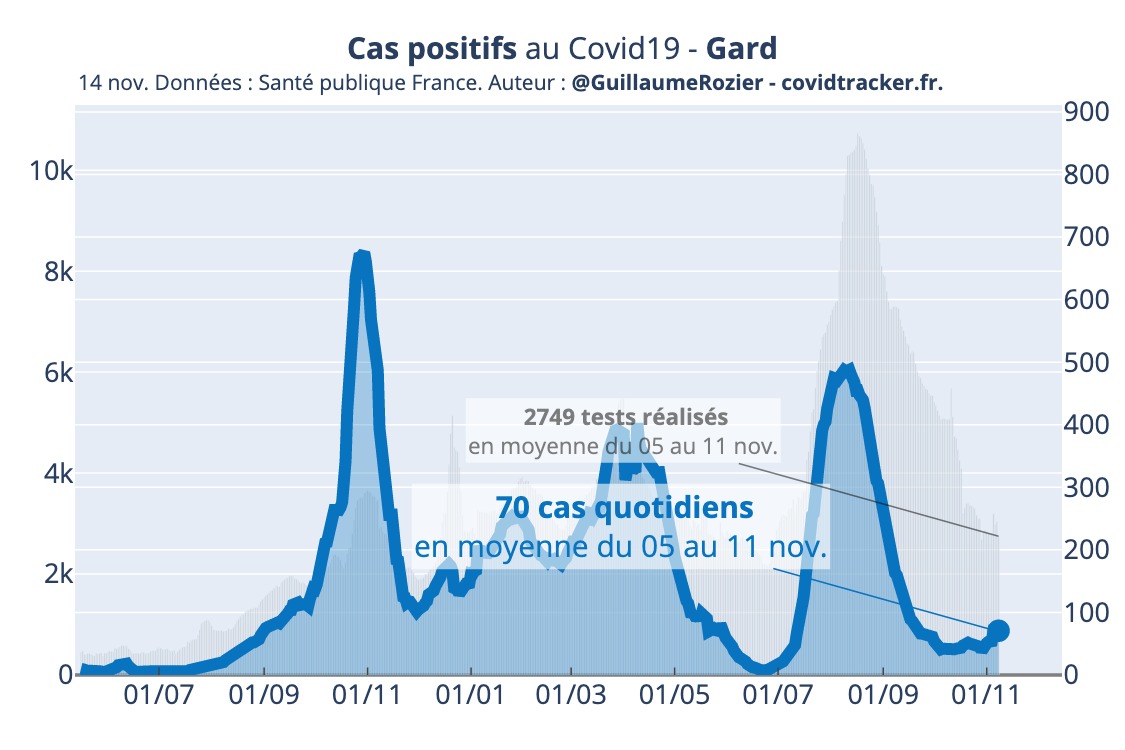 Cas positifs au Covid19 - Gard
14 nov. Données : Santé publique France. Auteur : @GuillaumeRozier - covidtracker.fr.
900
10k
800
700
8k
600
6k
500
2749 tests réalisés
400
en moyenne du 05 au 11 nov.
4k
300
70 cas quotidiens
en moyenne du 05 au 11 nov.
200
2k
100
0
0
01/07 01/09 01/11 01/01 01/03 01/05 01/07 01/09 01/11